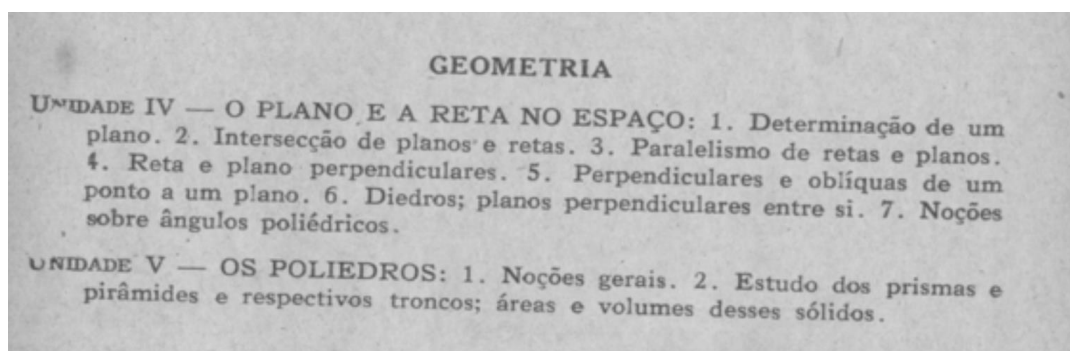 GEOMETRIA
UNIDADE IV — O PLANO E A RETA NO ESPAÇO: 1. Determinação de um
plano. 2. Intersecção de planos e retas. 3. Paralelismo de retas e planos.
4. Reta e plano perpendiculares. 5. Perpendiculares e oblíquas de um
ponto a um plano. 6. Diedros; planos perpendiculares entre si. 7. Noções
sobre ângulos poliédricos.
UNIDADE V — OS POLIEDROS: 1. Noções gerais. 2. Estudo dos prismas e
pirâmides e respectivos troncos; áreas e volumes desses sólidos.